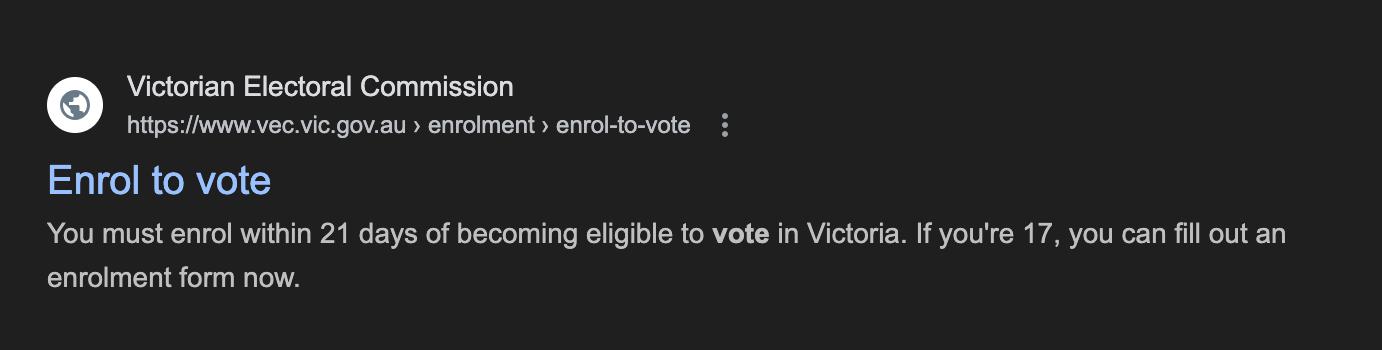 Victorian Electoral Commission
https://www.vec.vic.gov.au › enrolment › enrol-to-vote
Enrol to vote
You must enrol within 21 days of becoming eligible to vote in Victoria. If you're 17, you can fill out an
enrolment form now.